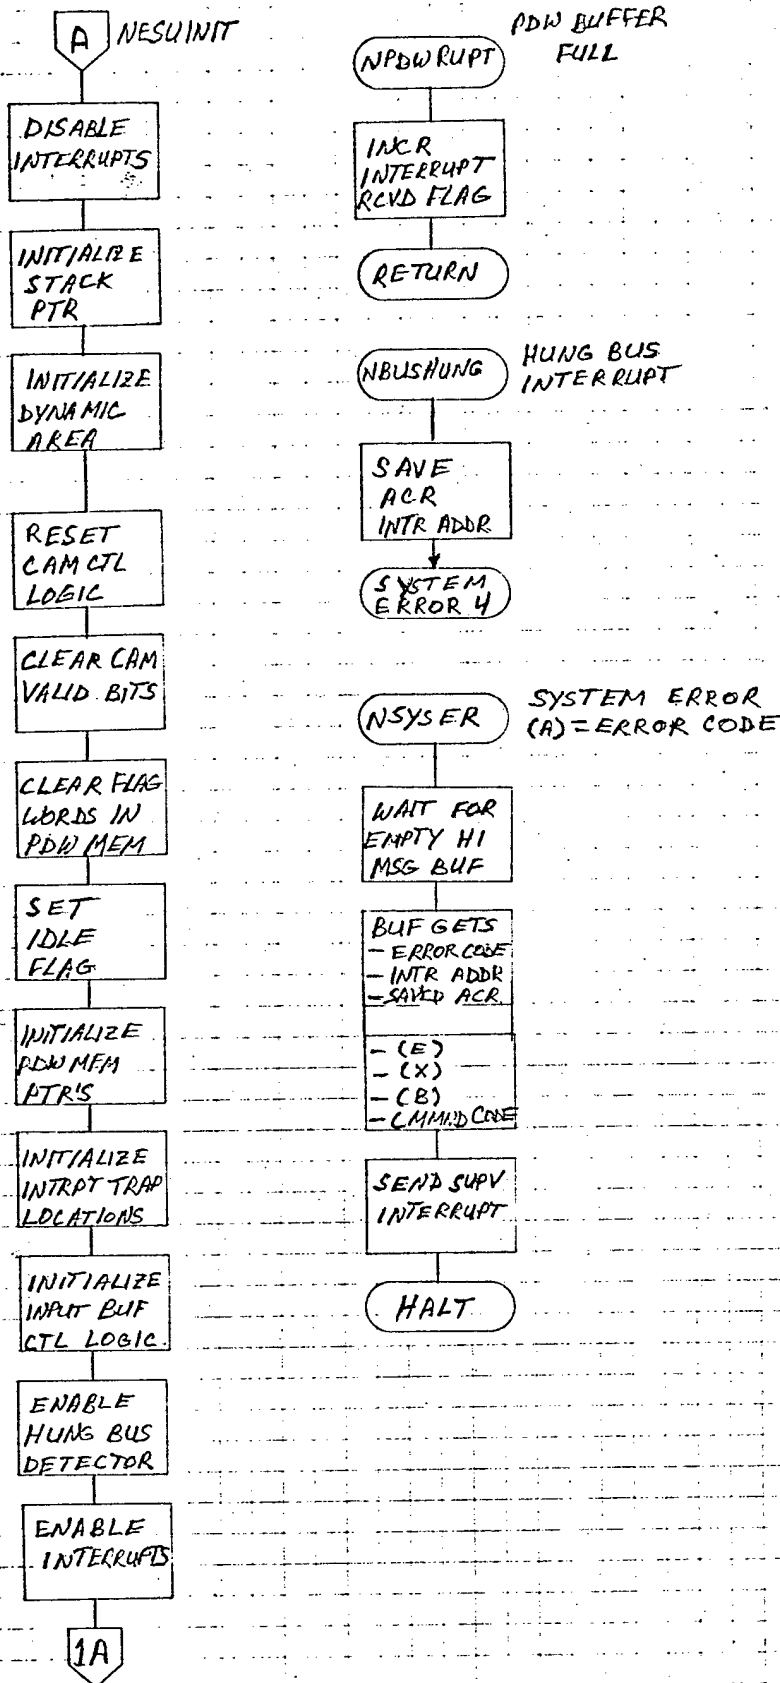 A NESUINIT
DISABLE
INTERRUPTS
INITIALIZE
STACK
PTR
INITIALIZE
DYNAMIC
AREA
RESET
CAM CTL
LOGIC
CLEAR CAM
VALID BITS
CLEAR FLAG
WORDS IN
PDW MEM
SET
IDLE
FLAG
INITIALIZE
PDW MEM
PTR'S
INITIALIZE
INTRPT TRAP
LOCATIONS
INITIALIZE
INPUT BUF
CTL LOGIC
ENABLE
HUNG BUS
DETECTOR
ENABLE
INTERRUPTS
1A
NPDWRUPT
PDW BUFFER
FULL
INCR
INTERRUPT
RCVD FLAG
RETURN
NBUSHUNG
HUNG BUS
INTERRUPT
SAVE
ACR
INTR ADDR
SYSTEM
ERROR 4
NSYSER
SYSTEM ERROR
(A) = ERROR CODE
WAIT FOR
EMPTY HI
MSG BUF
BUF GETS
- ERROR CODE
- INTR ADDR
- SAVED ACR
- (E)
- (X)
- (B)
- CMMND CODE
SEND SUPV
INTERRUPT
HALT